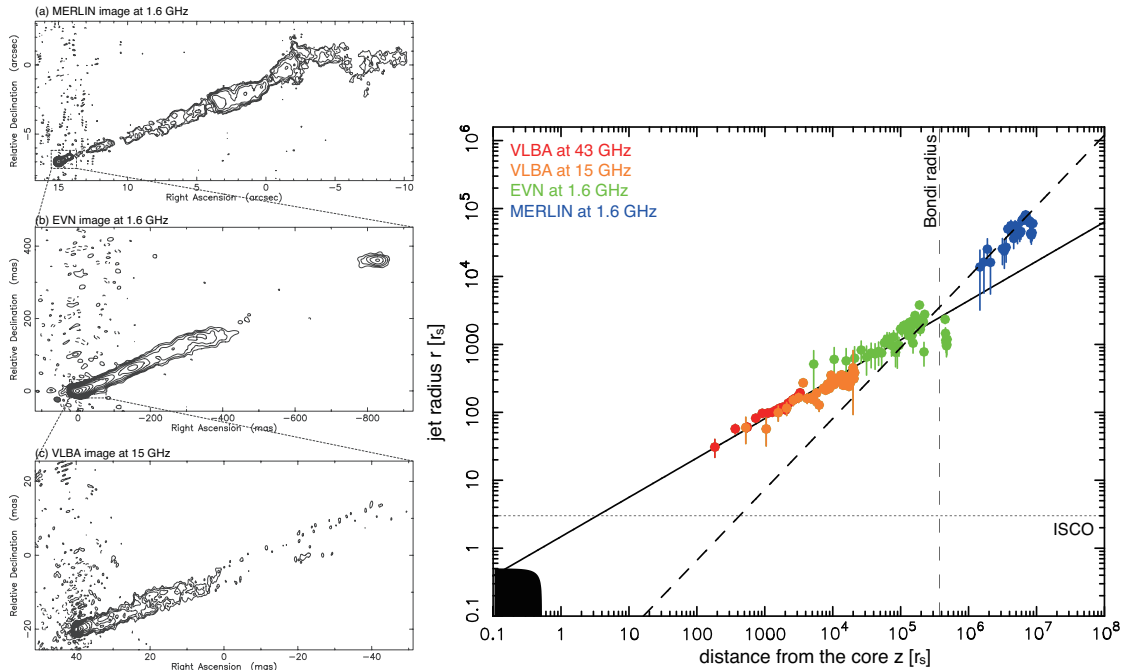 (a) MERLIN image at 1.6 GHz
Relative Declination (arcsec)
0
−5
15 10 5 0 −5 −10
Right Ascension (arcsec)
(b) EVN image at 1.6 GHz
Relative Declination (mas)
400
200
0
0 −200 −400 −600 −800
Right Ascension (mas)
(c) VLBA image at 15 GHz
Relative Declination (mas)
20
0
−20
40 20 0 −20 −40
Right Ascension (mas)
VLBA at 43 GHz
VLBA at 15 GHz
EVN at 1.6 GHz
MERLIN at 1.6 GHz
Bondi radius
ISCO
jet radius r [rs]
10⁶
10⁵
10⁴
1000
100
10
1
0.1
0.1 1 10 100 1000 10⁴ 10⁵ 10⁶ 10⁷ 10⁸
distance from the core z [rs]